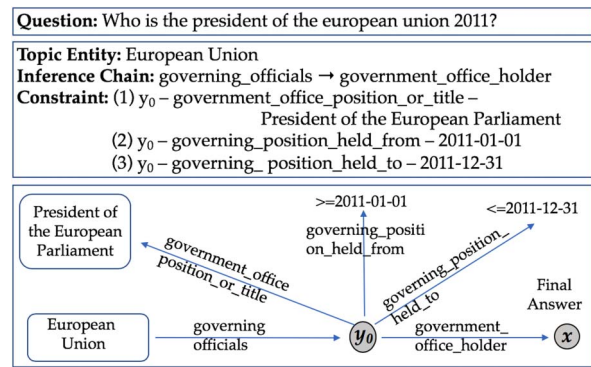 Question: Who is the president of the european union 2011?
Topic Entity: European Union
Inference Chain: governing_officials → government_office_holder
Constraint: (1) y₀ – government_office_position_or_title –
President of the European Parliament
(2) y₀ – governing_position_held_from – 2011-01-01
(3) y₀ – governing_ position_held_to – 2011-12-31
President of
the European
Parliament
government_office
position_or_title
>=2011-01-01
governing_positi
on_held_from
<=2011-12-31
governing_position_
held_to
European
Union
governing
officials
y₀
government_
office_holder
Final
Answer
x